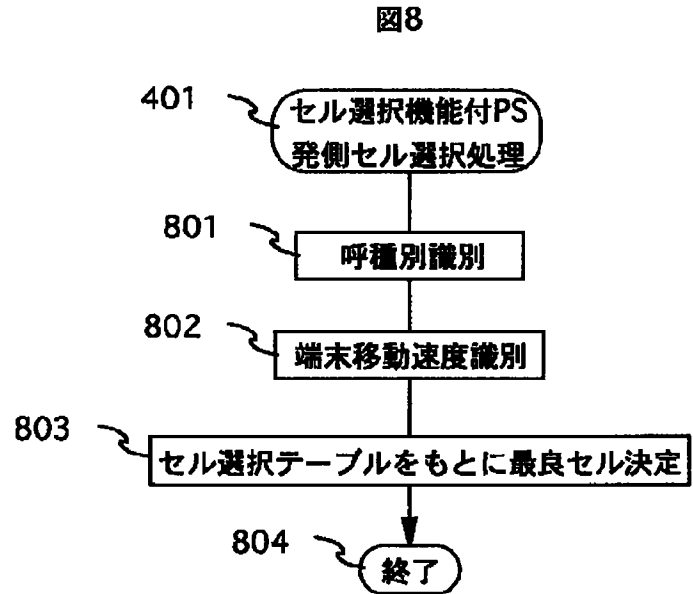 図8
401
セル選択機能付PS
発側セル選択処理
801
呼種別識別
802
端末移動速度識別
803
セル選択テーブルをもとに最良セル決定
804
終了